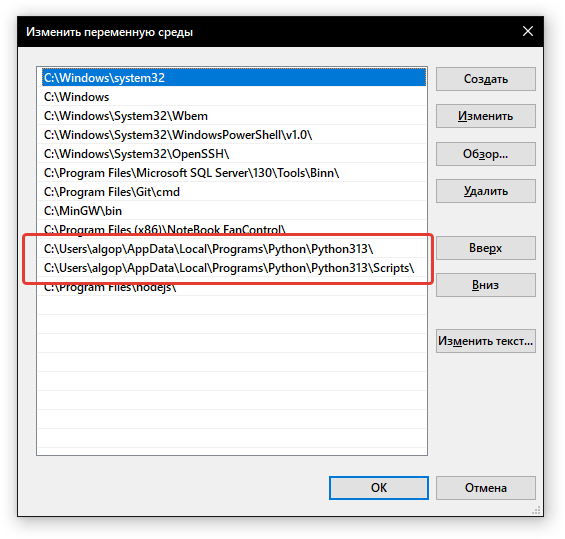 Изменить переменную среды
C:\Windows\system32
C:\Windows
C:\Windows\System32\Wbem
C:\Windows\System32\WindowsPowerShell\v1.0\
C:\Windows\System32\OpenSSH\
C:\Program Files\Microsoft SQL Server\130\Tools\Binn\
C:\Program Files\Git\cmd
C:\MinGW\bin
C:\Program Files (x86)\NoteBook FanControl\
C:\Users\algop\AppData\Local\Programs\Python\Python313\
C:\Users\algop\AppData\Local\Programs\Python\Python313\Scripts\
C:\Program Files\nodejs\
Создать
Изменить
Обзор...
Удалить
Вверх
Вниз
Изменить текст...
ОК
Отмена